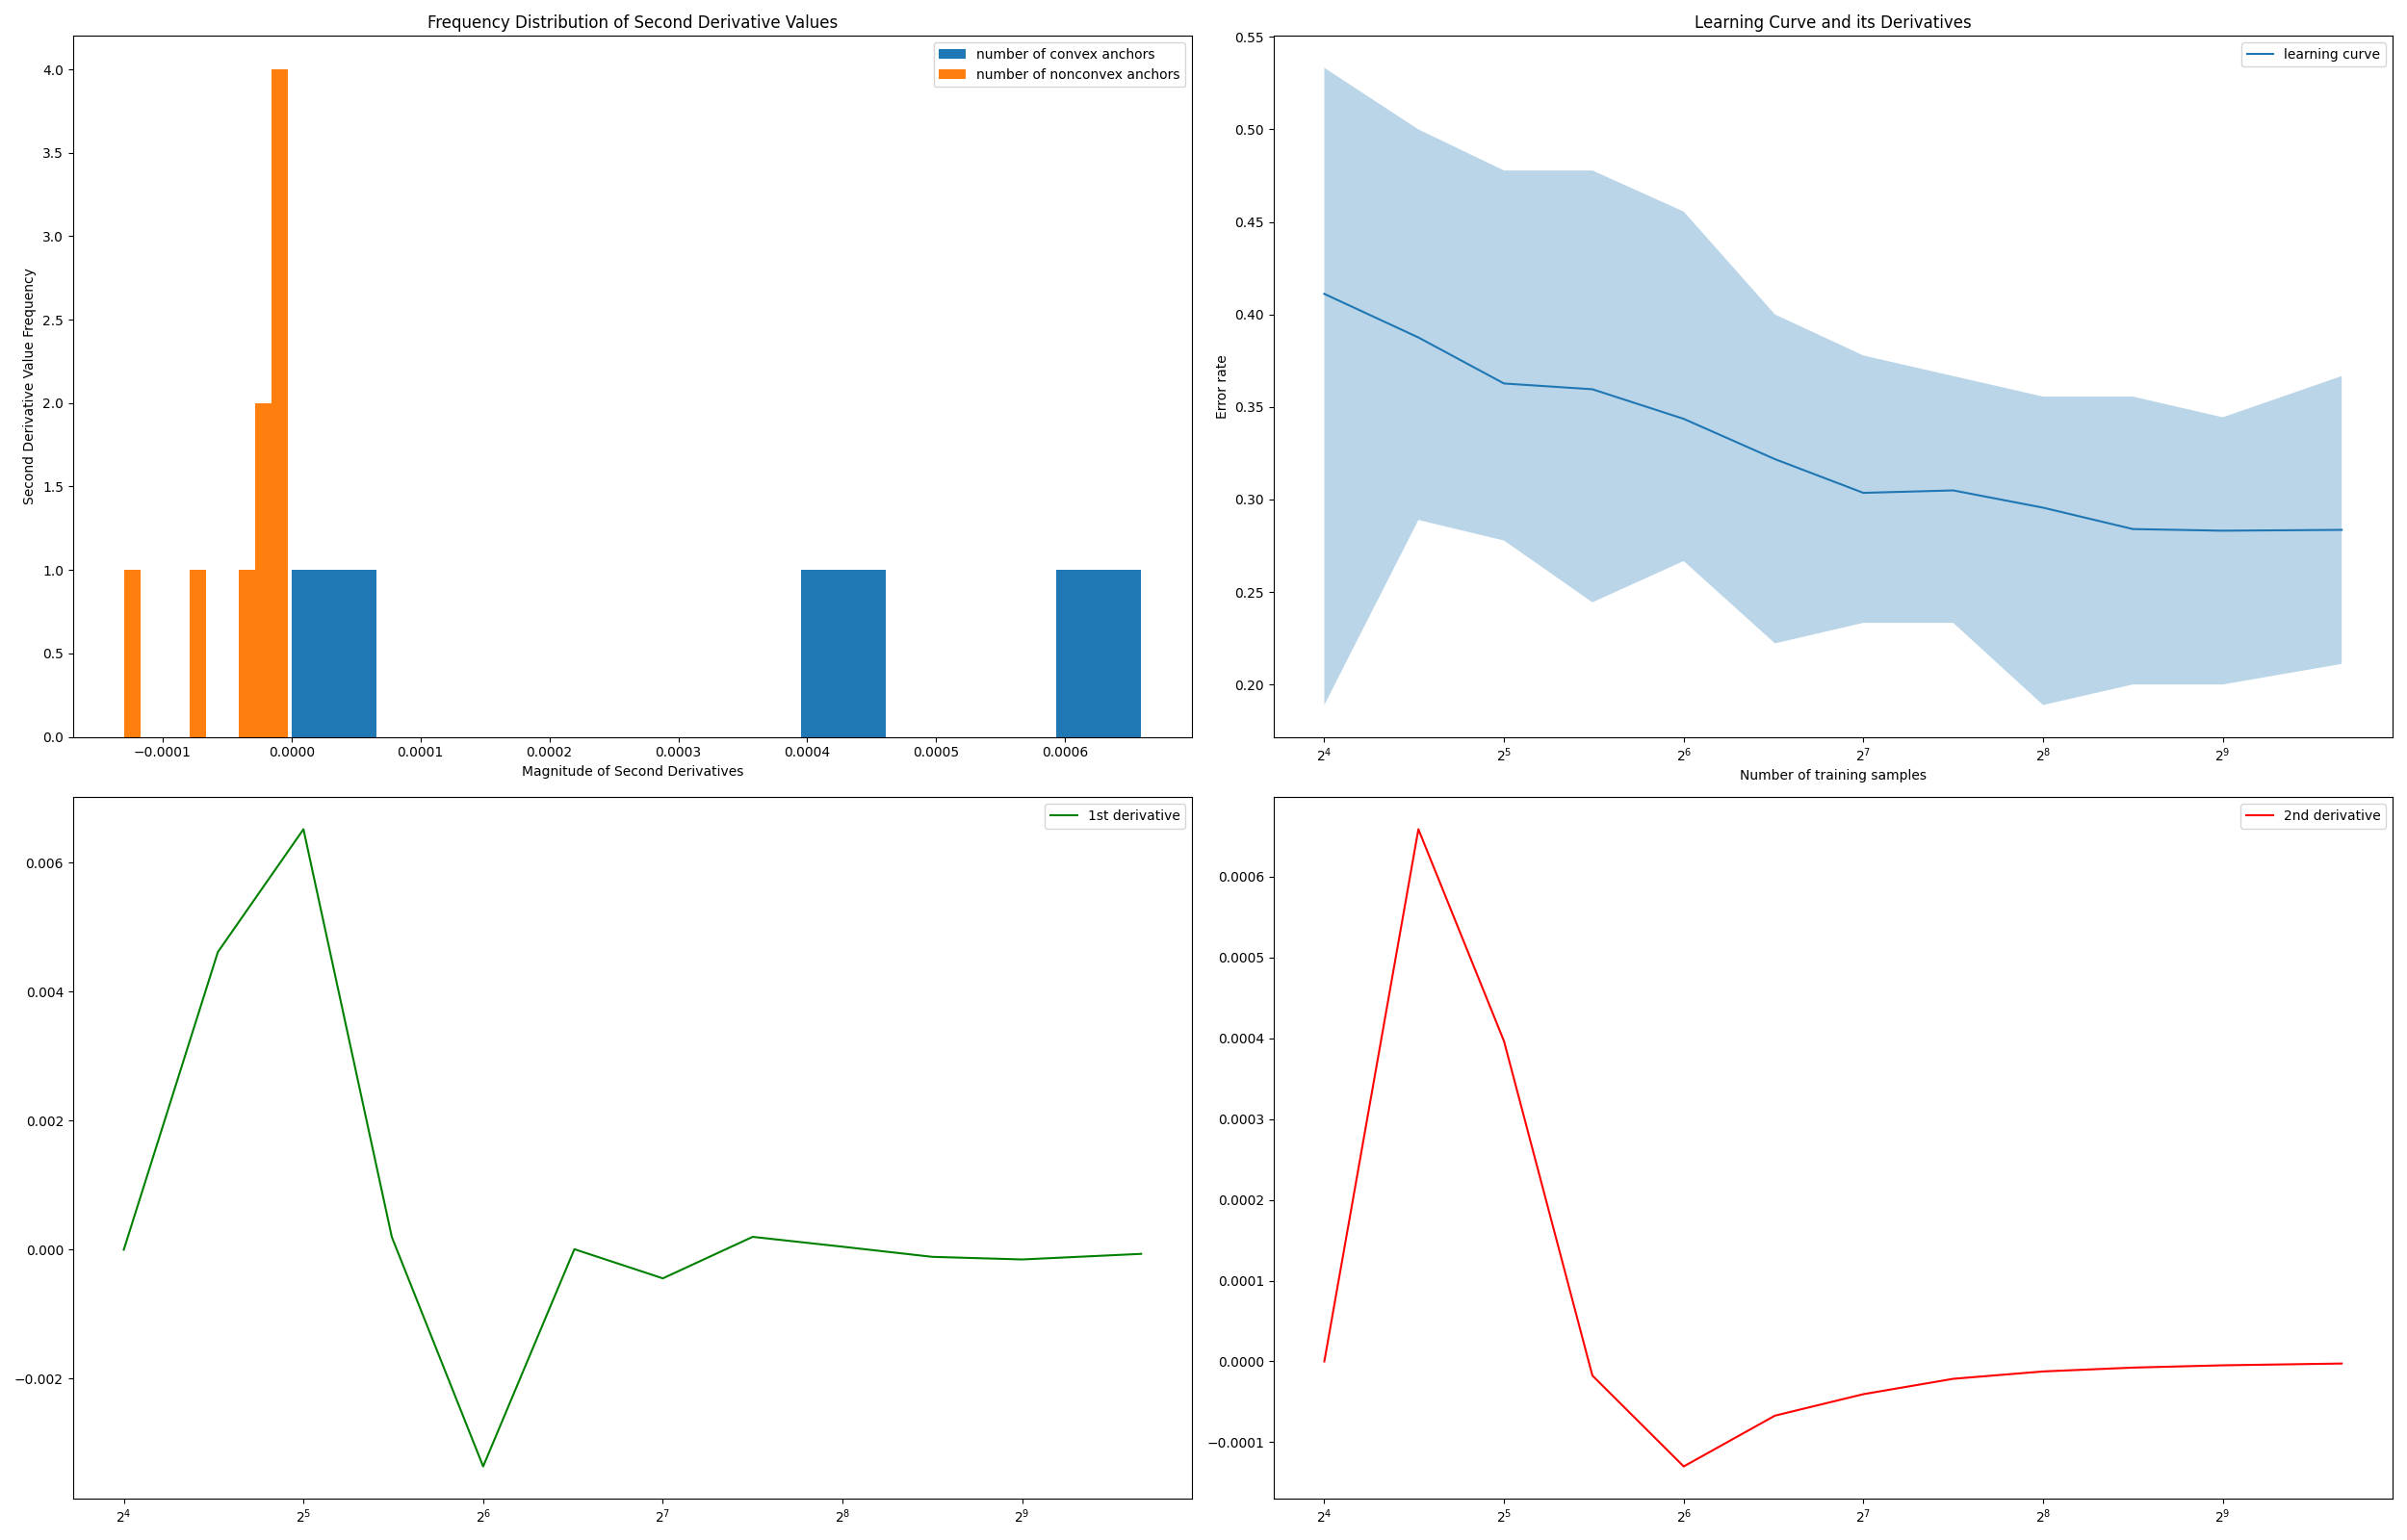 Frequency Distribution of Second Derivative Values
number of convex anchors
number of nonconvex anchors
4.0
3.5
3.0
2.5
2.0
1.5
1.0
0.5
0.0
Second Derivative Value Frequency
−0.0001 0.0000 0.0001 0.0002 0.0003 0.0004 0.0005 0.0006
Magnitude of Second Derivatives
Learning Curve and its Derivatives
learning curve
0.55
0.50
0.45
0.40
0.35
0.30
0.25
0.20
Error rate
2⁴ 2⁵ 2⁶ 2⁷ 2⁸ 2⁹
Number of training samples
1st derivative
0.006
0.004
0.002
0.000
−0.002
2⁴ 2⁵ 2⁶ 2⁷ 2⁸ 2⁹
2nd derivative
0.0006
0.0005
0.0004
0.0003
0.0002
0.0001
0.0000
−0.0001
2⁴ 2⁵ 2⁶ 2⁷ 2⁸ 2⁹